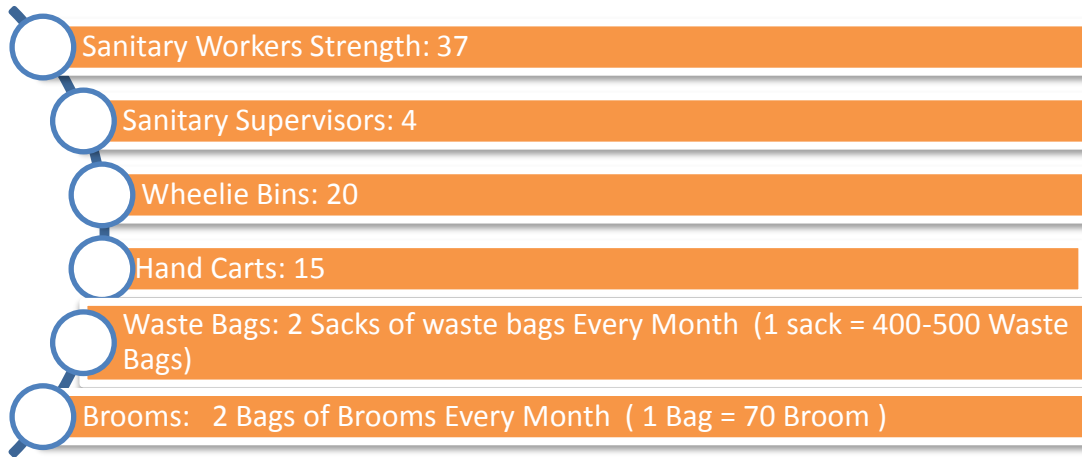 Sanitary Workers Strength: 37
Sanitary Supervisors: 4
Wheelie Bins: 20
Hand Carts: 15
Waste Bags: 2 Sacks of waste bags Every Month (1 sack = 400-500 Waste
Bags)
Brooms: 2 Bags of Brooms Every Month ( 1 Bag = 70 Broom )